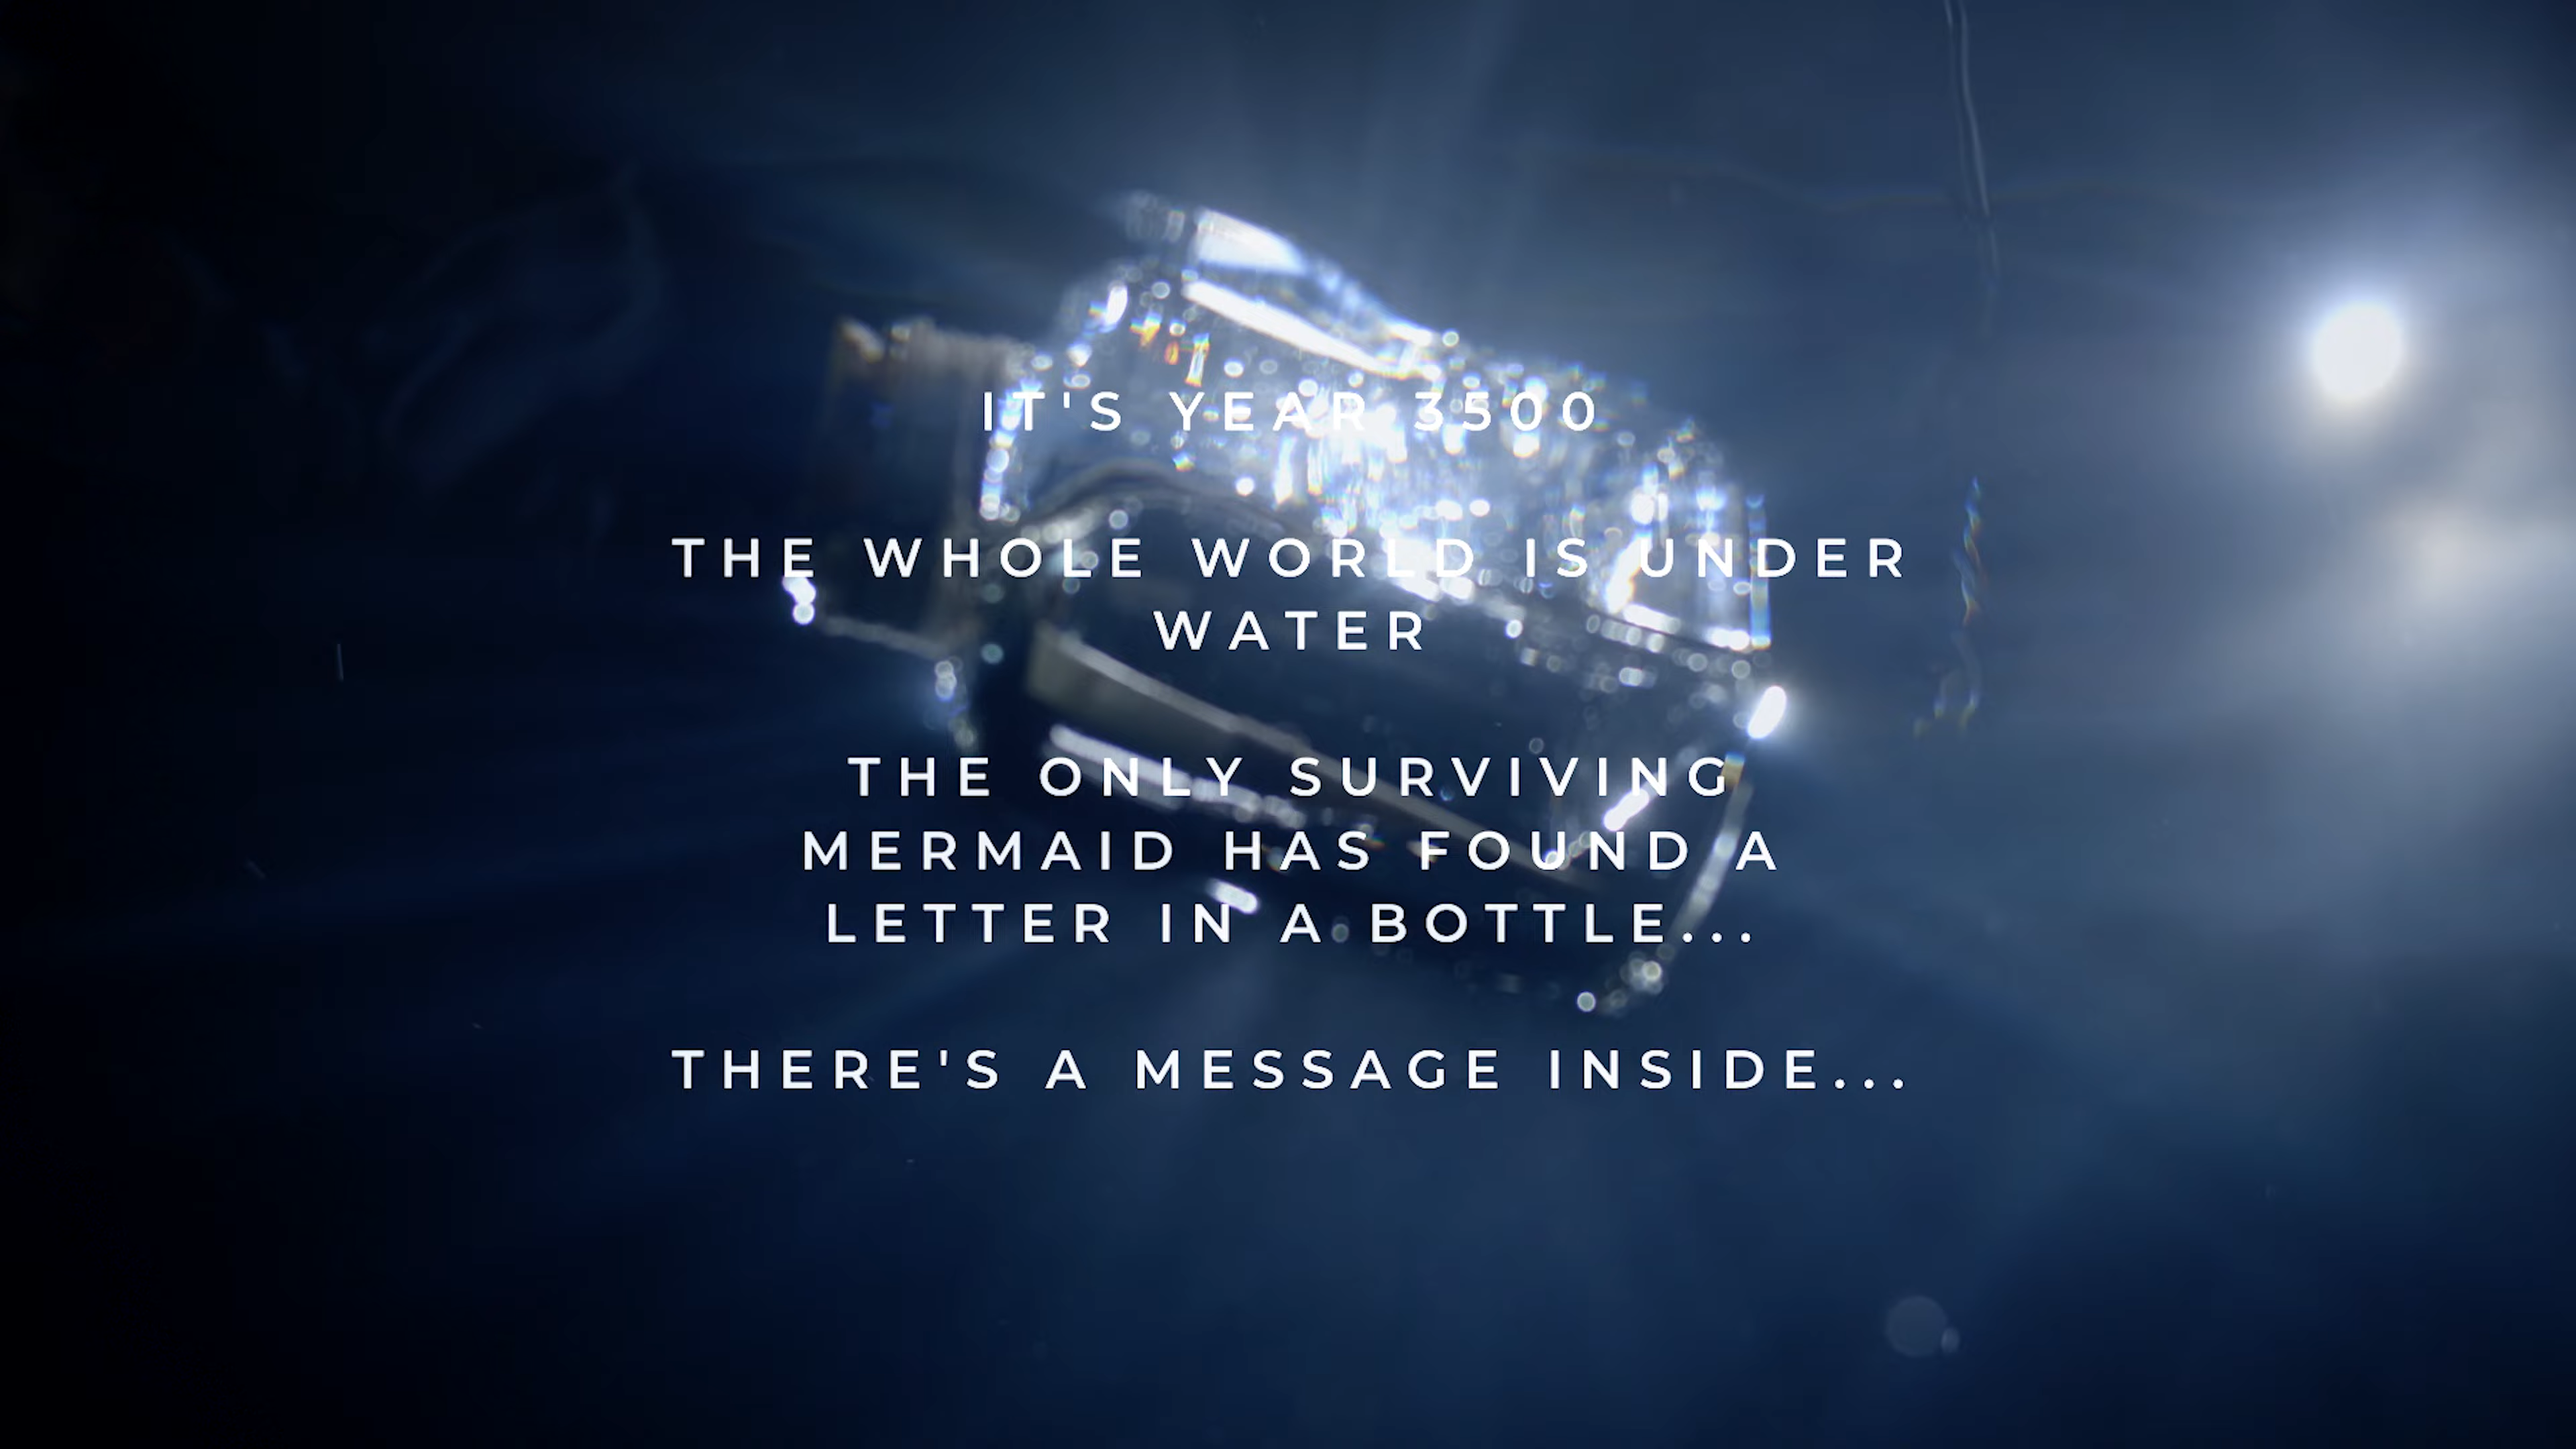 IT'S YEAR 3500
THE WHOLE WORLD IS UNDER
WATER
THE ONLY SURVIVING
MERMAID HAS FOUND A
LETTER IN A BOTTLE...
THERE'S A MESSAGE INSIDE...